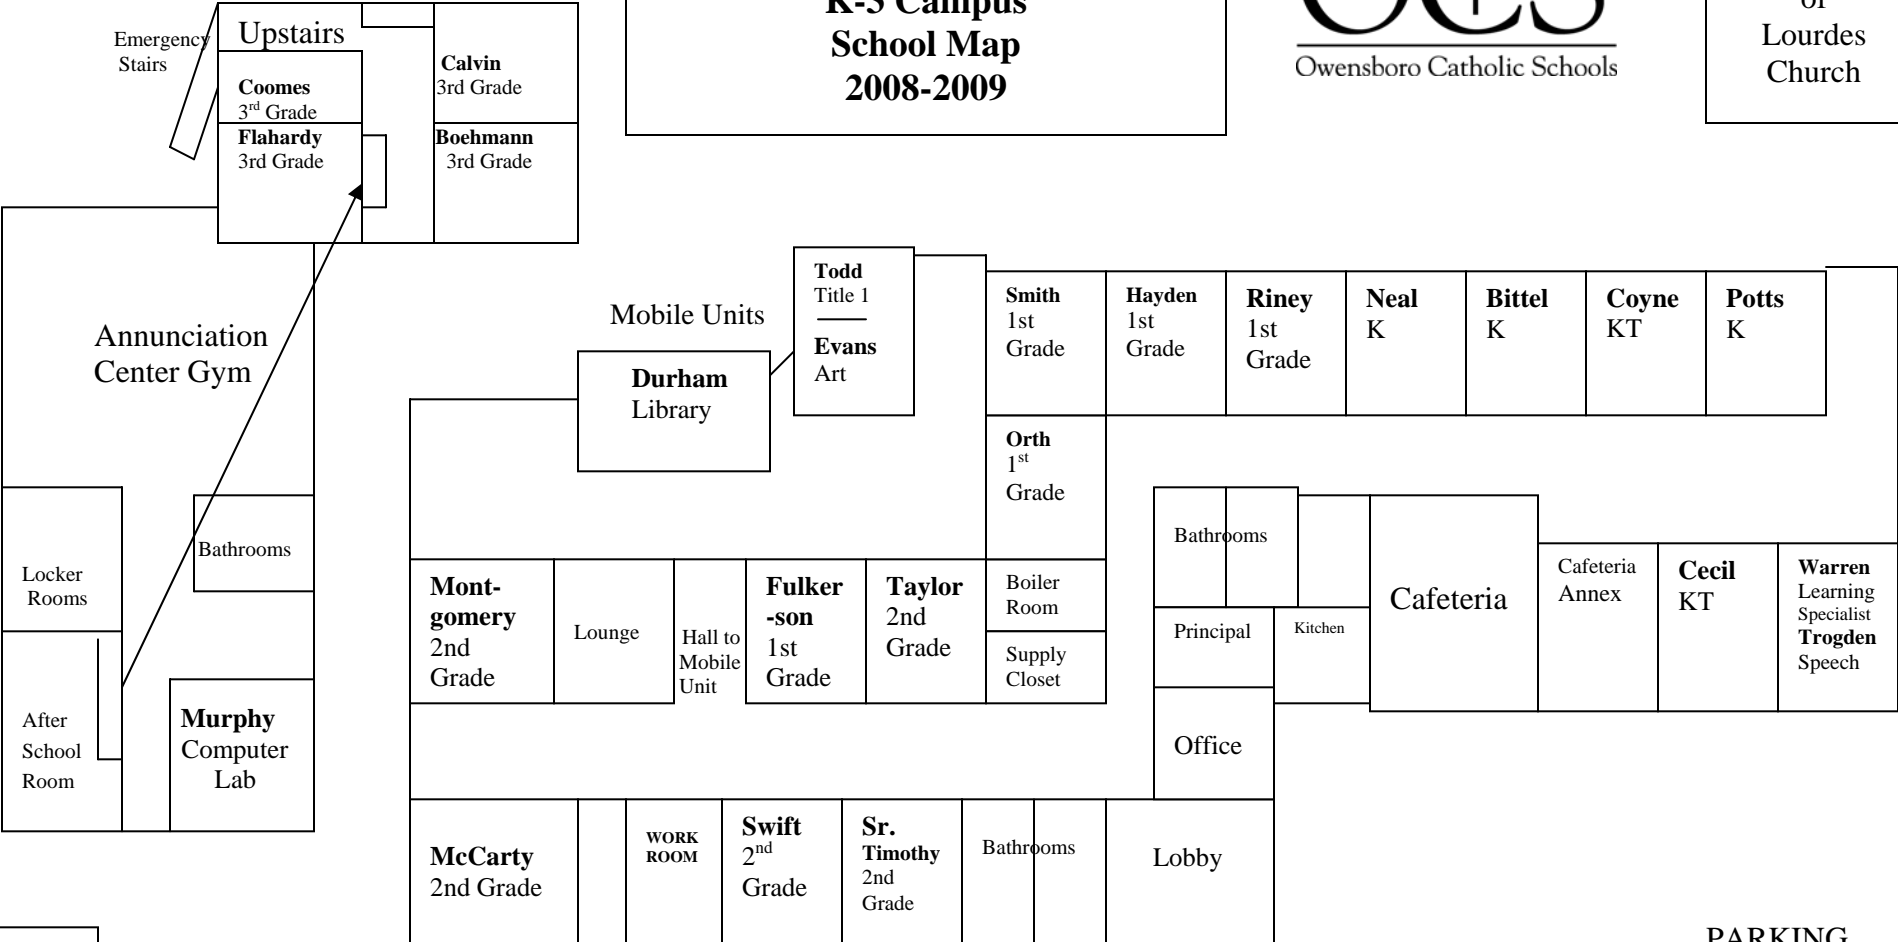 K-3 Campus
School Map
2008-2009
OCS
Owensboro Catholic Schools
of
Lourdes
Church
Emergency
Stairs
Upstairs
Coomes
3rd Grade
Flahardy
3rd Grade
Calvin
3rd Grade
Boehmann
3rd Grade
Annunciation
Center Gym
Locker
Rooms
Bathrooms
After
School
Room
Murphy
Computer
Lab
Mobile Units
Durham
Library
Todd
Title 1
Evans
Art
Smith
1st
Grade
Hayden
1st
Grade
Riney
1st
Grade
Neal
K
Bittel
K
Coyne
KT
Potts
K
Orth
1st
Grade
Mont-
gomery
2nd
Grade
Lounge
Hall to
Mobile
Unit
Fulker
-son
1st
Grade
Taylor
2nd
Grade
Boiler
Room
Supply
Closet
Bathrooms
Principal
Kitchen
Office
Cafeteria
Cafeteria
Annex
Cecil
KT
Warren
Learning
Specialist
Trogden
Speech
McCarty
2nd Grade
WORK
ROOM
Swift
2nd
Grade
Sr.
Timothy
2nd
Grade
Bathrooms
Lobby
PARKING